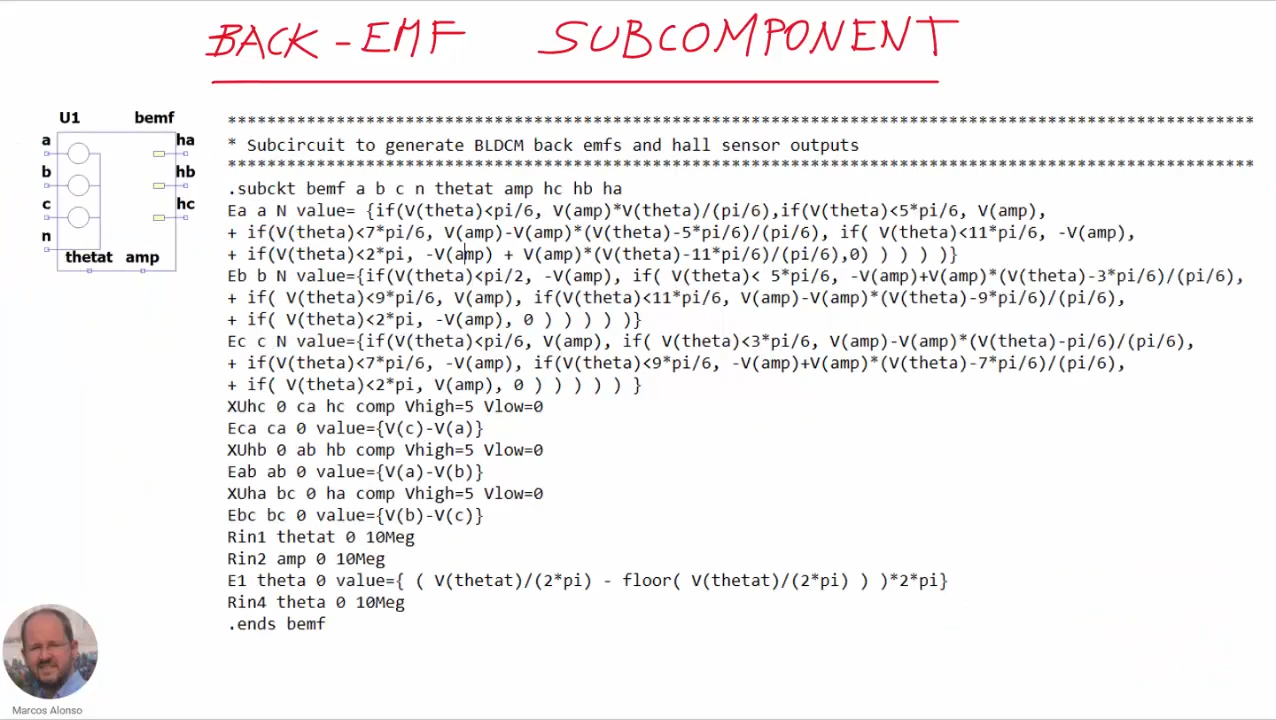 BACK-EMF SUBCOMPONENT
U1 bemf
a ha
b hb
c hc
n
thetat amp
********************************************************************************************************
* Subcircuit to generate BLDCM back emfs and hall sensor outputs
********************************************************************************************************
.subckt bemf a b c n thetat amp hc hb ha
Ea a N value= {if(V(theta)<pi/6, V(amp)*V(theta)/(pi/6),if(V(theta)<5*pi/6, V(amp),
+ if(V(theta)<7*pi/6, V(amp)-V(amp)*(V(theta)-5*pi/6)/(pi/6), if( V(theta)<11*pi/6, -V(amp),
+ if(V(theta)<2*pi, -V(amp) + V(amp)*(V(theta)-11*pi/6)/(pi/6),0) ) ) ) )}
Eb b N value={if(V(theta)<pi/2, -V(amp), if( V(theta)< 5*pi/6, -V(amp)+V(amp)*(V(theta)-3*pi/6)/(pi/6),
+ if( V(theta)<9*pi/6, V(amp), if(V(theta)<11*pi/6, V(amp)-V(amp)*(V(theta)-9*pi/6)/(pi/6),
+ if( V(theta)<2*pi, -V(amp), 0 ) ) ) ) )}
Ec c N value={if(V(theta)<pi/6, V(amp), if( V(theta)<3*pi/6, V(amp)-V(amp)*(V(theta)-pi/6)/(pi/6),
+ if(V(theta)<7*pi/6, -V(amp), if(V(theta)<9*pi/6, -V(amp)+V(amp)*(V(theta)-7*pi/6)/(pi/6),
+ if( V(theta)<2*pi, V(amp), 0 ) ) ) ) ) }
XUhc 0 ca hc comp Vhigh=5 Vlow=0
Eca ca 0 value={V(c)-V(a)}
XUhb 0 ab hb comp Vhigh=5 Vlow=0
Eab ab 0 value={V(a)-V(b)}
XUha bc 0 ha comp Vhigh=5 Vlow=0
Ebc bc 0 value={V(b)-V(c)}
Rin1 thetat 0 10Meg
Rin2 amp 0 10Meg
E1 theta 0 value={ ( V(thetat)/(2*pi) - floor( V(thetat)/(2*pi) ) )*2*pi}
Rin4 theta 0 10Meg
.ends bemf
Marcos Alonso